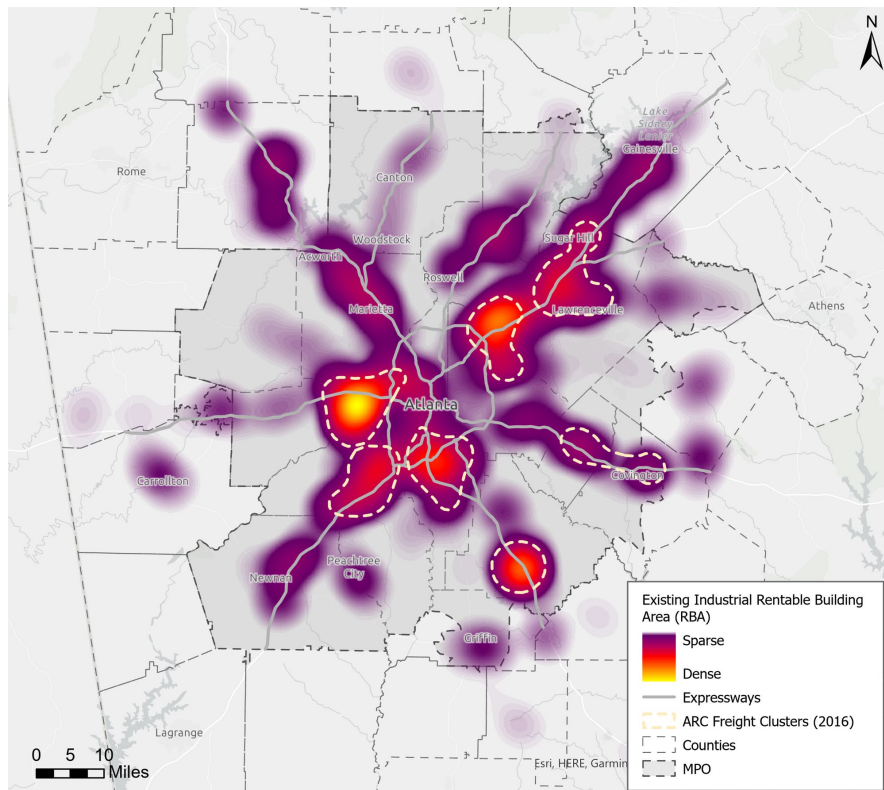 N
Lake
Sidney
Lanier
Gainesville
Rome
Canton
Woodstock
Sugar Hill
Acworth
Roswell
Marietta
Lawrenceville
Athens
Atlanta
Carrollton
Covington
Peachtree
City
Newnan
Griffin
Lagrange
Existing Industrial Rentable Building
Area (RBA)
Sparse
Dense
Expressways
ARC Freight Clusters (2016)
Counties
MPO
0 5 10
Miles
Esri, HERE, Garmin